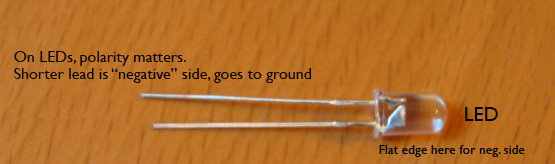 On LEDs, polarity matters.
Shorter lead is “negative” side, goes to ground
LED
Flat edge here for neg. side